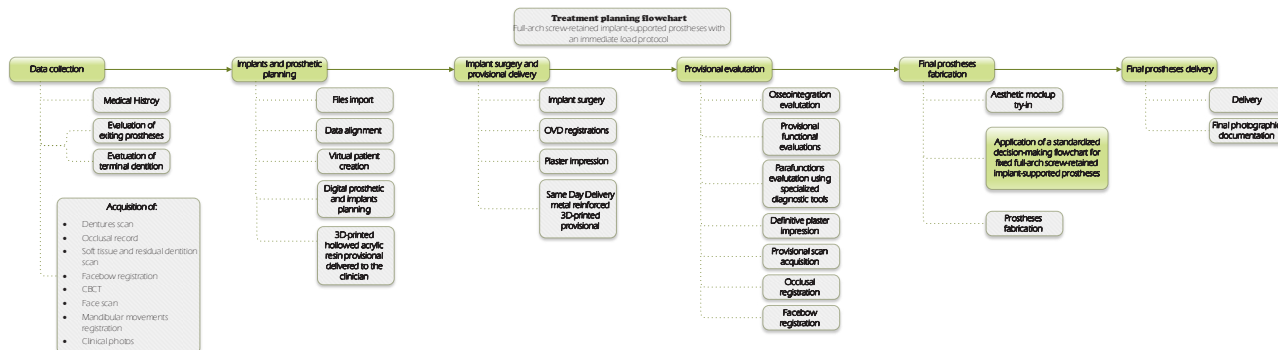 Treatment planning flowchart
Full-arch screw-retained implant-supported prostheses with
an immediate load protocol
Data collection
Medical Histroy
Evaluation of
exiting prostheses
Evatuation of
terminal dentition
Acquisition of:
Dentures scan
Occlusal record
Soft tissue and residual dentition
scan
Facebow registration
CBCT
Face scan
Mandibular movements
registration
Clinical photos
Implants and prosthetic
planning
Files import
Data alignment
Virtual patient
creation
Digital prosthetic
and implants
planning
3D-printed
hollowed acrylic
resin provisional
delivered to the
clinician
Implant surgery and
provisional delivery
Implant surgery
OVD registrations
Plaster impression
Same Day Delivery
metal reinforced
3D-printed
provisional
Provisional evalutation
Osseointegration
evalutation
Provisional
functional
evaluations
Parafunctions
evalutation using
specialized
diagnostic tools
Definitive plaster
impression
Provisional scan
acquisition
Occlusal
registration
Facebow
registration
Final prostheses
fabrication
Aesthetic mockup
try-in
Application of a standardized
decision-making flowchart for
fixed full-arch screw-retained
implant-supported prostheses
Prostheses
fabrication
Final prostheses delivery
Delivery
Final photographic
documentation